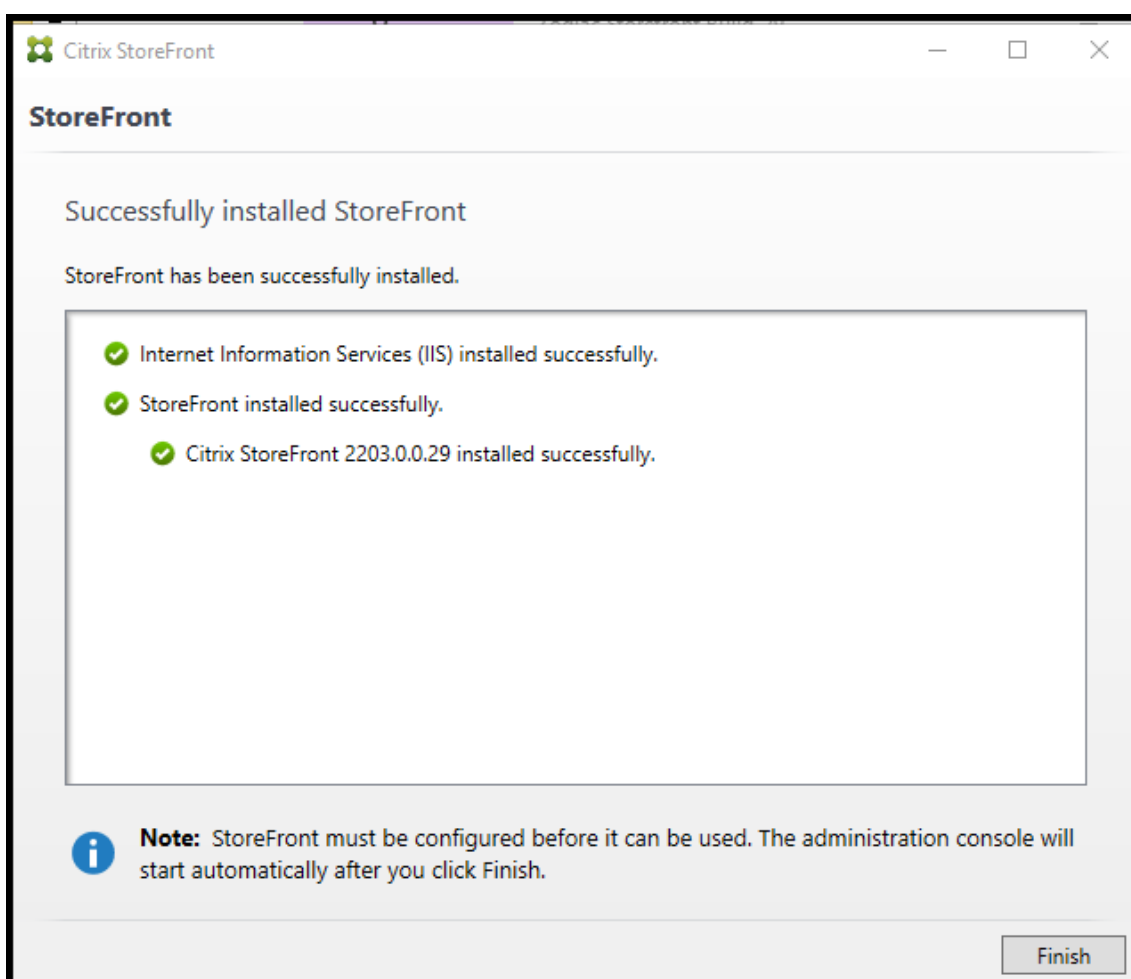 Citrix StoreFront
StoreFront
Successfully installed StoreFront
StoreFront has been successfully installed.
Internet Information Services (IIS) installed successfully.
StoreFront installed successfully.
Citrix StoreFront 2203.0.0.29 installed successfully.
Note: StoreFront must be configured before it can be used. The administration console will
start automatically after you click Finish.
Finish